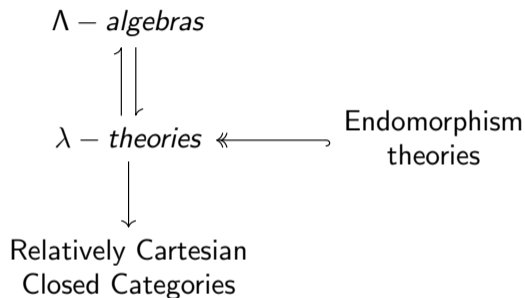 Λ − algebras
λ − theories
Endomorphism
theories
Relatively Cartesian
Closed Categories